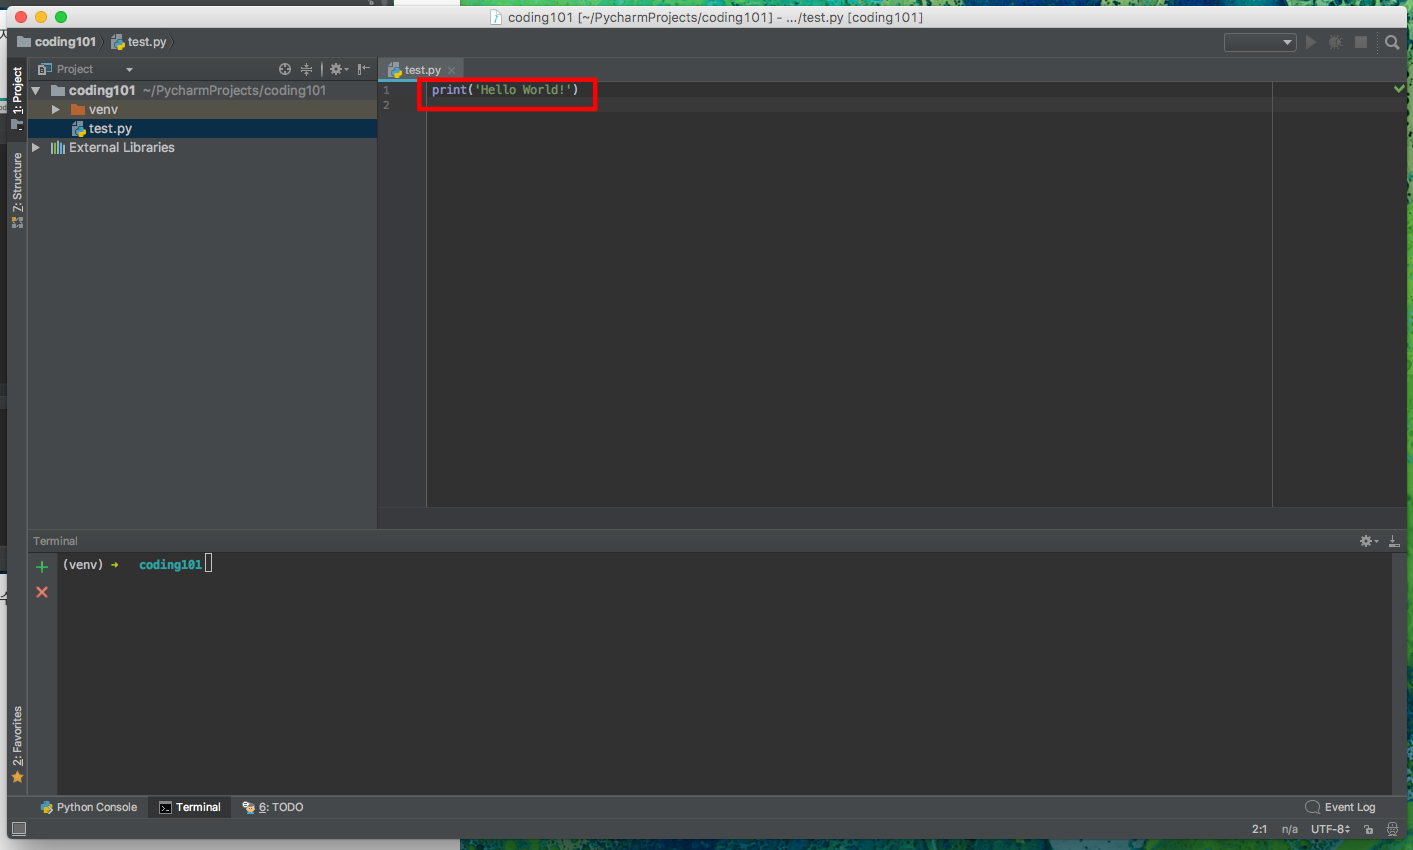 coding101 [~/PycharmProjects/coding101] - .../test.py [coding101]
coding101
test.py
Project
test.py
1: Project
coding101 ~/PycharmProjects/coding101
venv
test.py
External Libraries
7: Structure
1 print('Hello World!')
2
Terminal
(venv) → coding101
2: Favorites
Python Console
Terminal
6: TODO
Event Log
2:1 n/a UTF-8